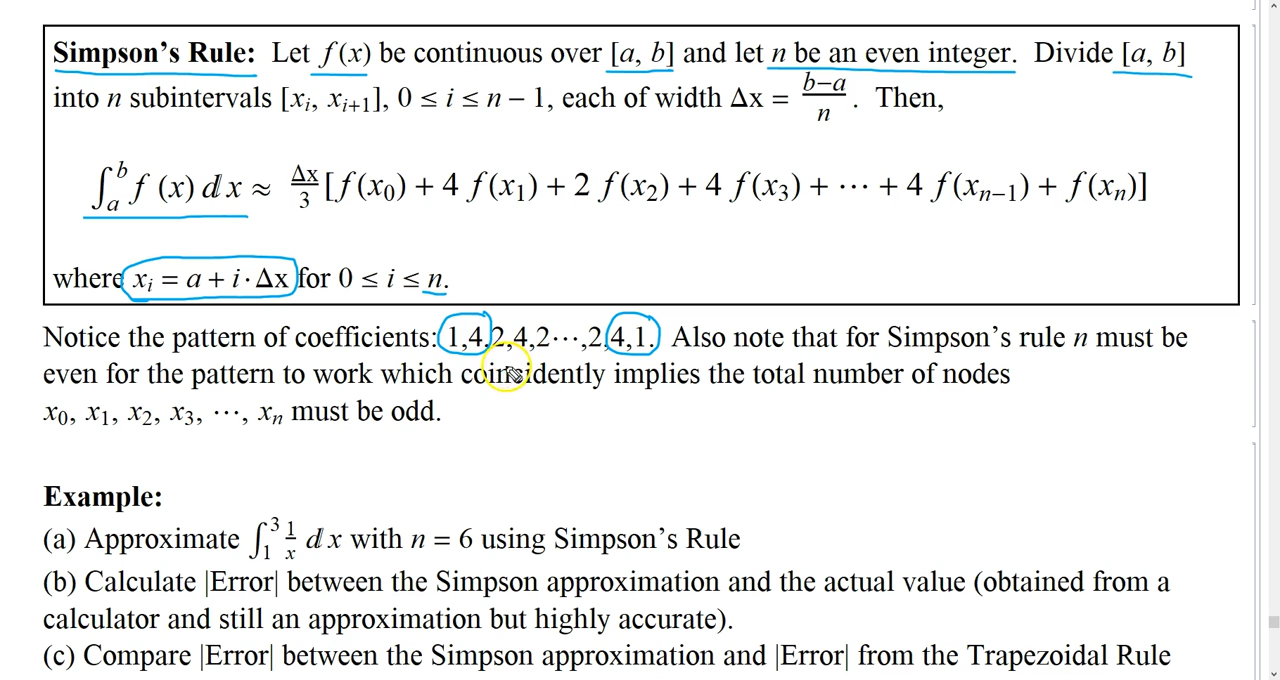 Simpson's Rule: Let f(x) be continuous over [a, b] and let n be an even integer. Divide [a, b]
into n subintervals [xᵢ, xᵢ₊₁], 0 ≤ i ≤ n − 1, each of width Δx = (b−a)/n . Then,
∫ₐᵇ f (x) dx ≈ Δx/3 [f(x₀) + 4 f(x₁) + 2 f(x₂) + 4 f(x₃) + ⋯ + 4 f(xₙ₋₁) + f(xₙ)]
where xᵢ = a + i · Δx for 0 ≤ i ≤ n.
Notice the pattern of coefficients: 1,4,2,4,2⋯,2,4,1. Also note that for Simpson's rule n must be
even for the pattern to work which coincidently implies the total number of nodes
x₀, x₁, x₂, x₃, ⋯, xₙ must be odd.
Example:
(a) Approximate ∫₁³ 1/x dx with n = 6 using Simpson's Rule
(b) Calculate |Error| between the Simpson approximation and the actual value (obtained from a
calculator and still an approximation but highly accurate).
(c) Compare |Error| between the Simpson approximation and |Error| from the Trapezoidal Rule